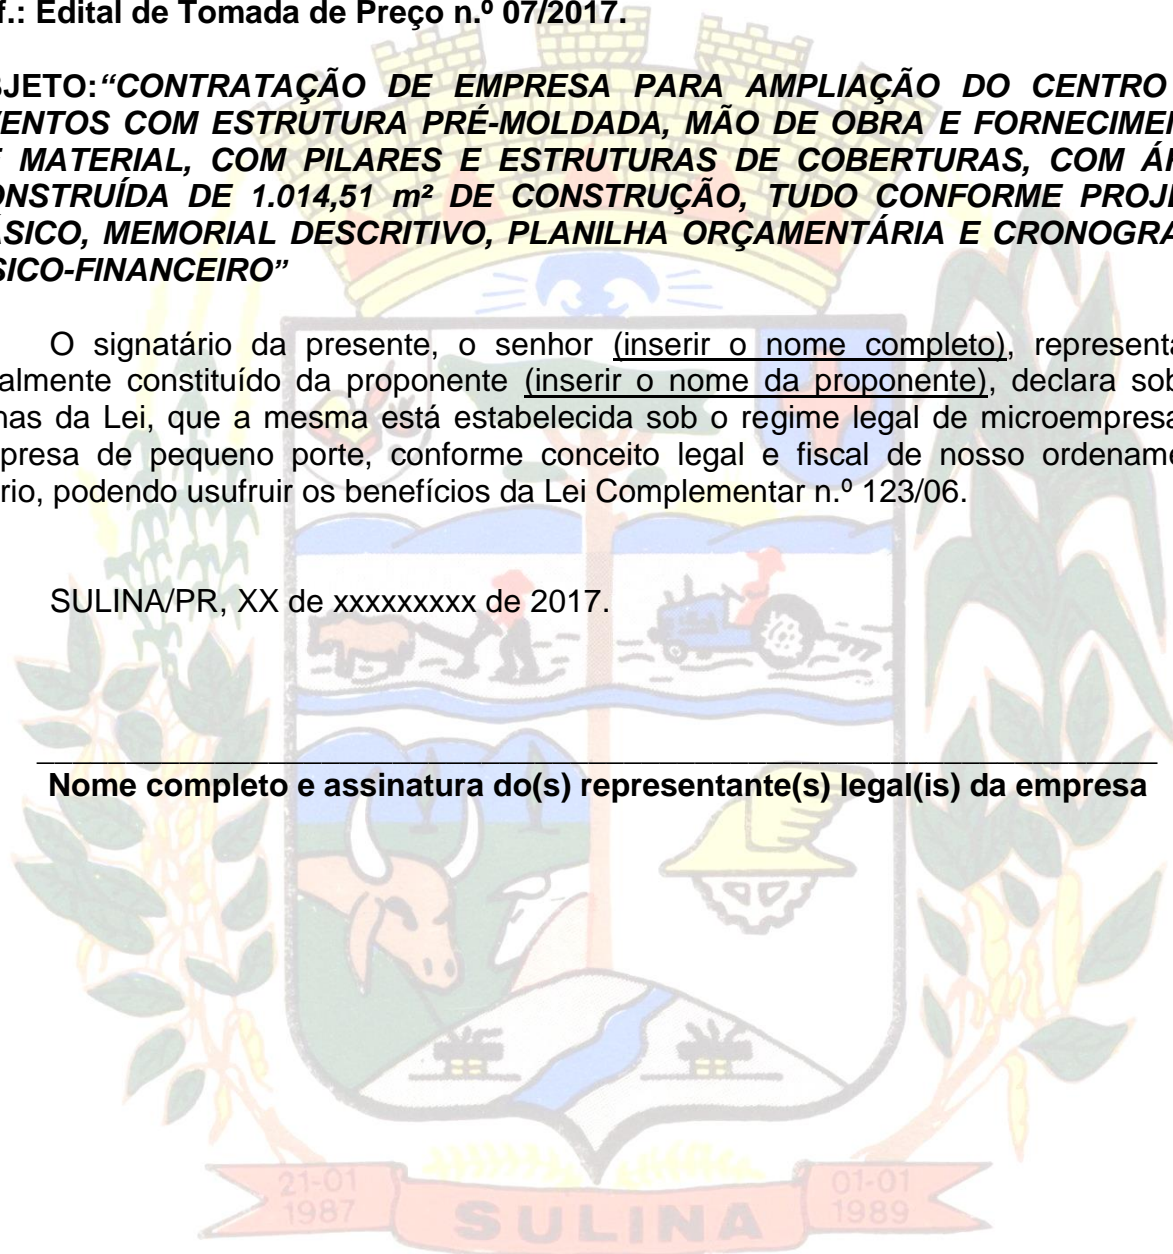 f.: Edital de Tomada de Preço n.º 07/2017.
BJETO:“CONTRATAÇÃO DE EMPRESA PARA AMPLIAÇÃO DO CENTRO
VENTOS COM ESTRUTURA PRÉ-MOLDADA, MÃO DE OBRA E FORNECIMEN
E MATERIAL, COM PILARES E ESTRUTURAS DE COBERTURAS, COM ÁR
ONSTRUÍDA DE 1.014,51 m² DE CONSTRUÇÃO, TUDO CONFORME PROJE
ÁSICO, MEMORIAL DESCRITIVO, PLANILHA ORÇAMENTÁRIA E CRONOGRA
SICO-FINANCEIRO”
O signatário da presente, o senhor (inserir o nome completo), representa
almente constituído da proponente (inserir o nome da proponente), declara sob
nas da Lei, que a mesma está estabelecida sob o regime legal de microempresa
presa de pequeno porte, conforme conceito legal e fiscal de nosso ordename
ário, podendo usufruir os benefícios da Lei Complementar n.º 123/06.
SULINA/PR, XX de xxxxxxxxx de 2017.
Nome completo e assinatura do(s) representante(s) legal(is) da empresa
21-01
1987
SULINA
01-01
1989